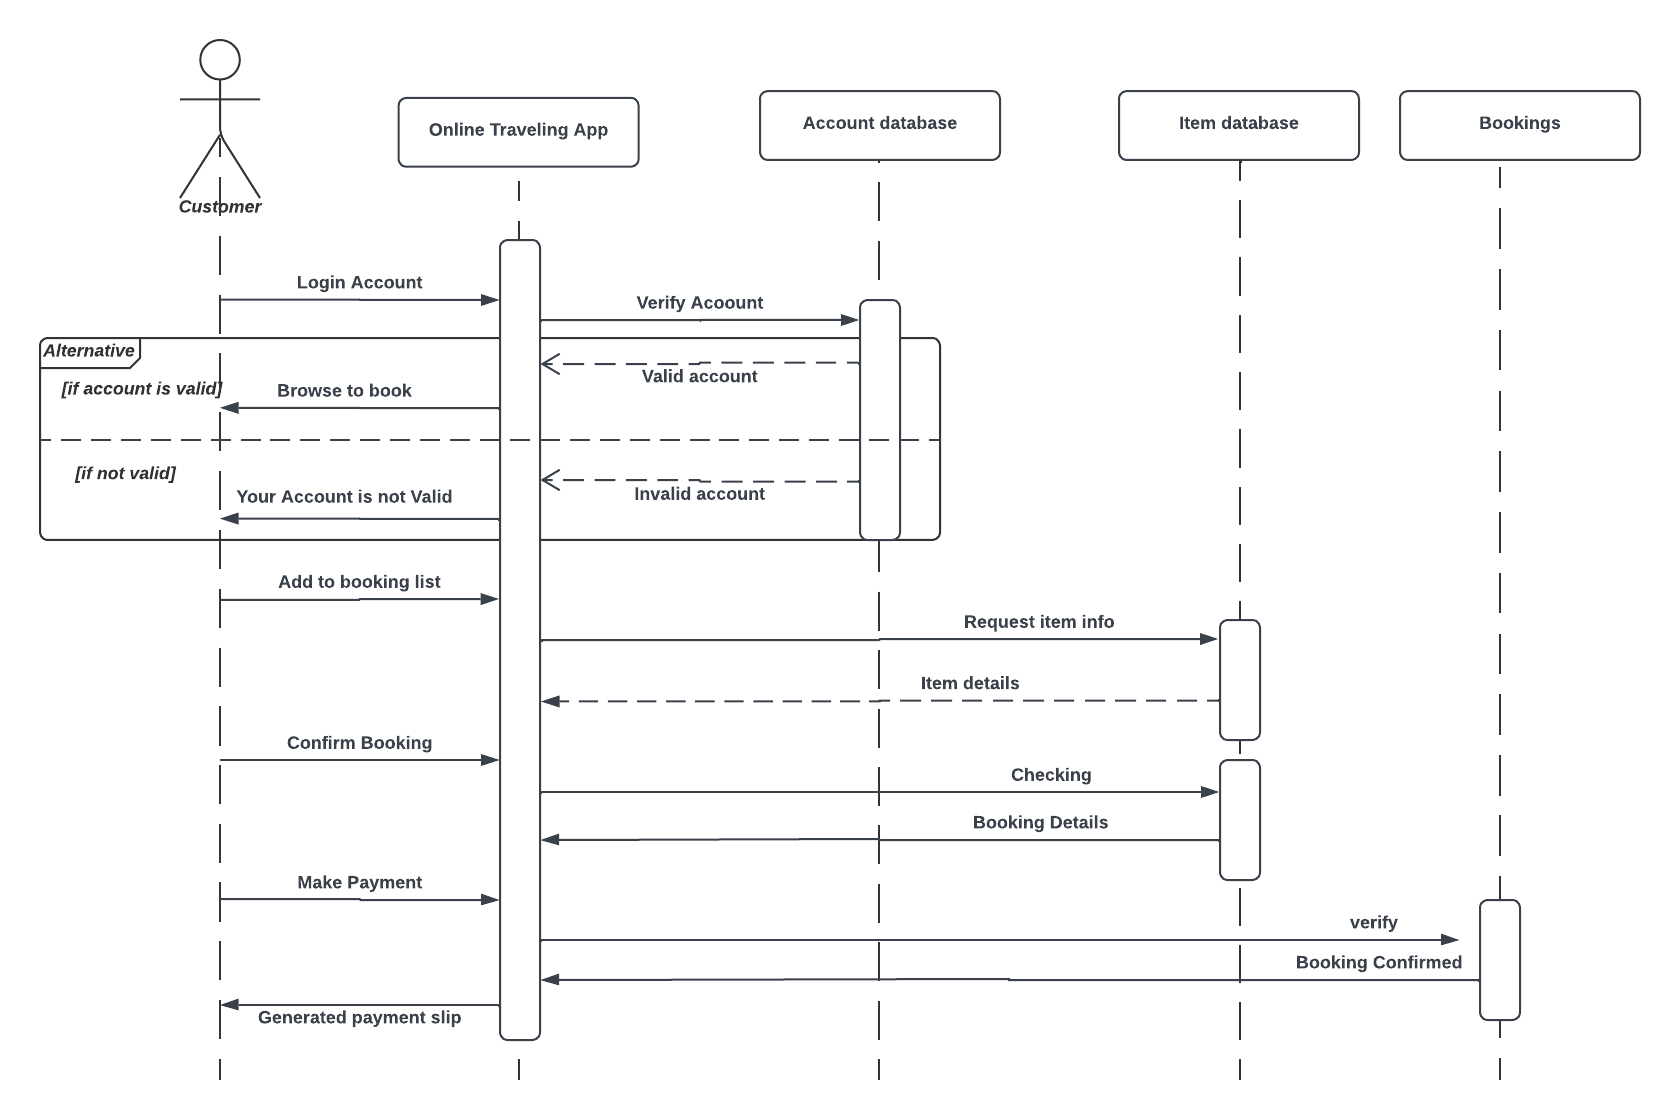 Online Traveling App
Account database
Item database
Bookings
Customer
Login Account
Verify Acoount
Alternative
Valid account
[if account is valid]
Browse to book
[if not valid]
Invalid account
Your Account is not Valid
Add to booking list
Request item info
Item details
Confirm Booking
Checking
Booking Details
Make Payment
verify
Booking Confirmed
Generated payment slip